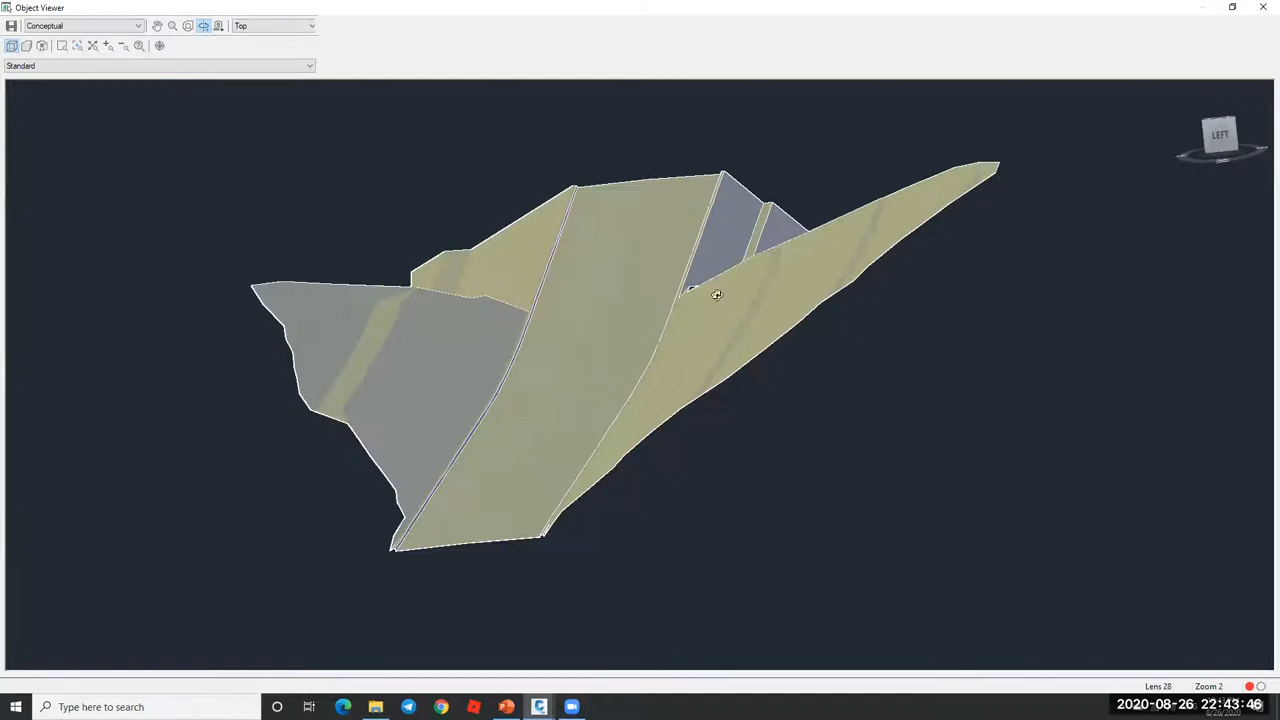 Object Viewer
Conceptual
Top
Standard
LEFT
Lens 28
Zoom 2
Type here to search
2020-08-26 22:43:46